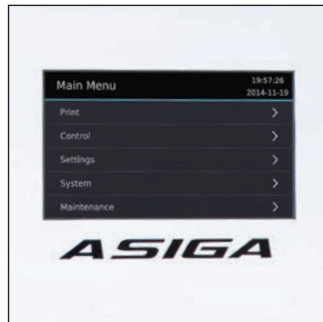 Main Menu
19:57:26
2014-11-19
Print
Control
Settings
System
Maintenance
ASIGA